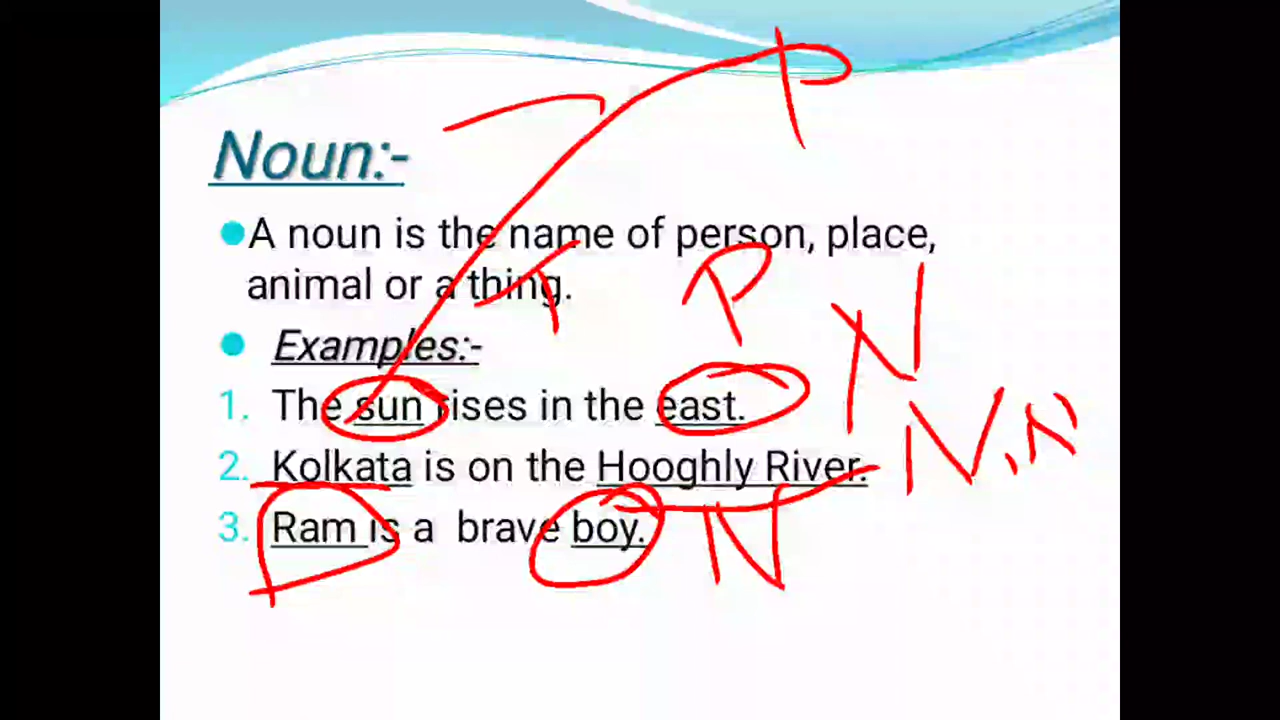 P
Noun:-
A noun is the name of person, place,
animal or a thing.
T P
Examples:-
N
1. The sun rises in the east.
N, N
2. Kolkata is on the Hooghly River.
3. Ram is a brave boy.
N